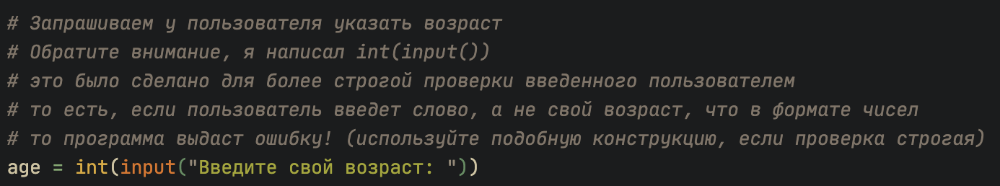 # Запрашиваем у пользователя указать возраст
# Обратите внимание, я написал int(input())
# это было сделано для более строгой проверки введенного пользователем
# то есть, если пользователь введет слово, а не свой возраст, что в формате чисел
# то программа выдаст ошибку! (используйте подобную конструкцию, если проверка строгая)
age = int(input("Введите свой возраст: "))